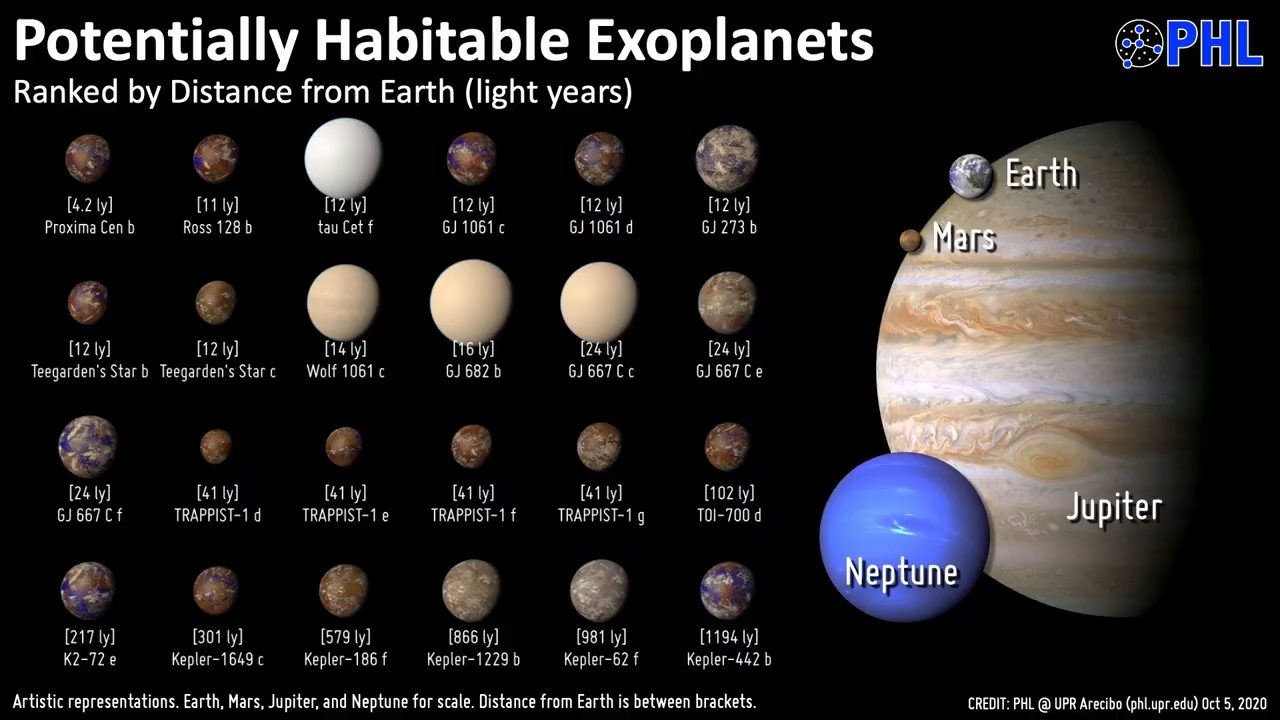 Potentially Habitable Exoplanets
PHL
Ranked by Distance from Earth (light years)
[4.2 ly]
Proxima Cen b
[11 ly]
Ross 128 b
[12 ly]
tau Cet f
[12 ly]
GJ 1061 c
[12 ly]
GJ 1061 d
[12 ly]
GJ 273 b
[12 ly]
Teegarden's Star b
[12 ly]
Teegarden's Star c
[14 ly]
Wolf 1061 c
[16 ly]
GJ 682 b
[24 ly]
GJ 667 C c
[24 ly]
GJ 667 C e
[24 ly]
GJ 667 C f
[41 ly]
TRAPPIST-1 d
[41 ly]
TRAPPIST-1 e
[41 ly]
TRAPPIST-1 f
[41 ly]
TRAPPIST-1 g
[102 ly]
TOI-700 d
[217 ly]
K2-72 e
[301 ly]
Kepler-1649 c
[579 ly]
Kepler-186 f
[866 ly]
Kepler-1229 b
[981 ly]
Kepler-62 f
[1194 ly]
Kepler-442 b
Earth
Mars
Jupiter
Neptune
Artistic representations. Earth, Mars, Jupiter, and Neptune for scale. Distance from Earth is between brackets.
CREDIT: PHL @ UPR Arecibo (phl.upr.edu) Oct 5, 2020